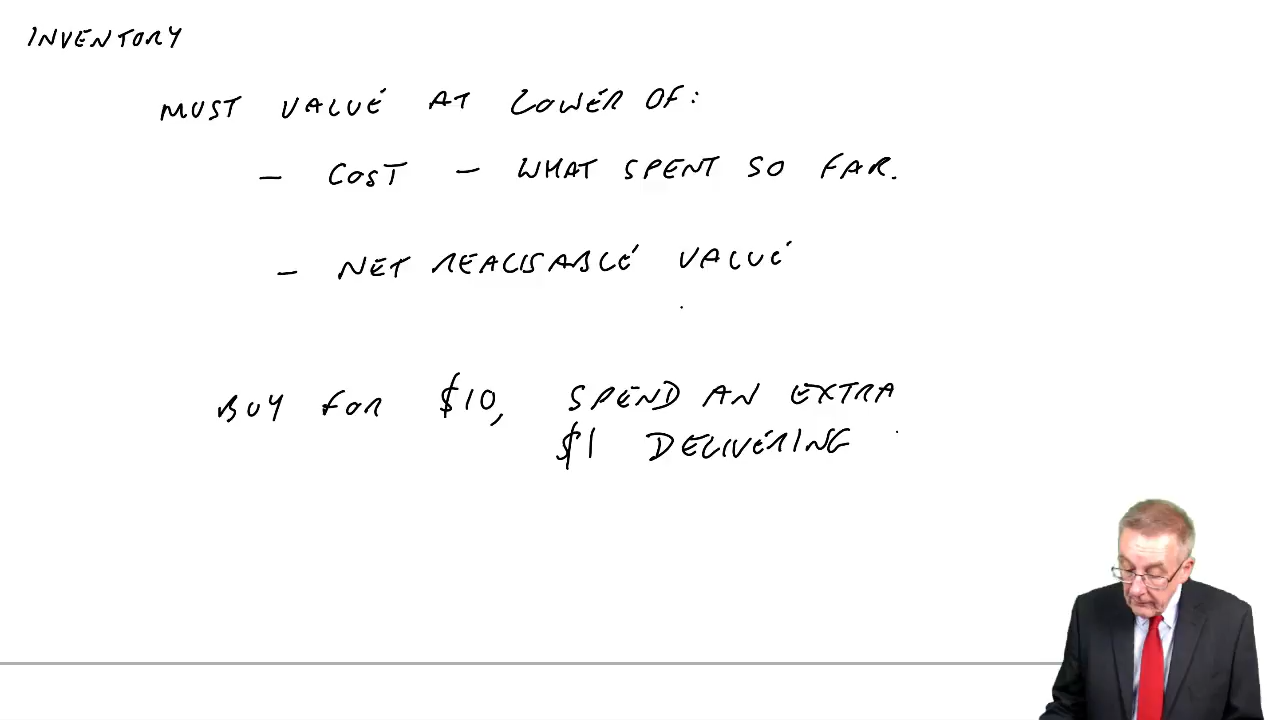 INVENTORY
MUST VALUE AT LOWER OF:
- COST - WHAT SPENT SO FAR.
- NET REALISABLE VALUE
BUY FOR $10, SPEND AN EXTRA
$1 DELIVERING